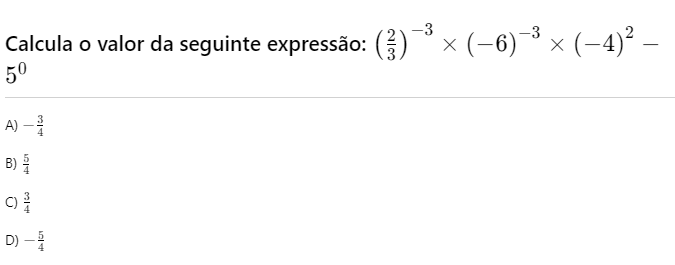 Calcula o valor da seguinte expressão: $\left(\frac{2}{3}\right)^{-3} \times (-6)^{-3} \times (-4)^{2} -$
$5^{0}$
A) $-\frac{3}{4}$
B) $\frac{5}{4}$
C) $\frac{3}{4}$
D) $-\frac{5}{4}$